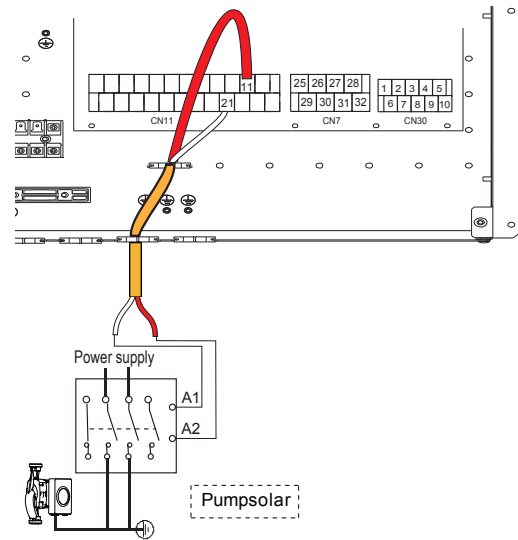 11
25 26 27 28
1 2 3 4 5
21
29 30 31 32
6 7 8 9 10
CN11
CN7
CN30
Power supply
A1
A2
Pumpsolar